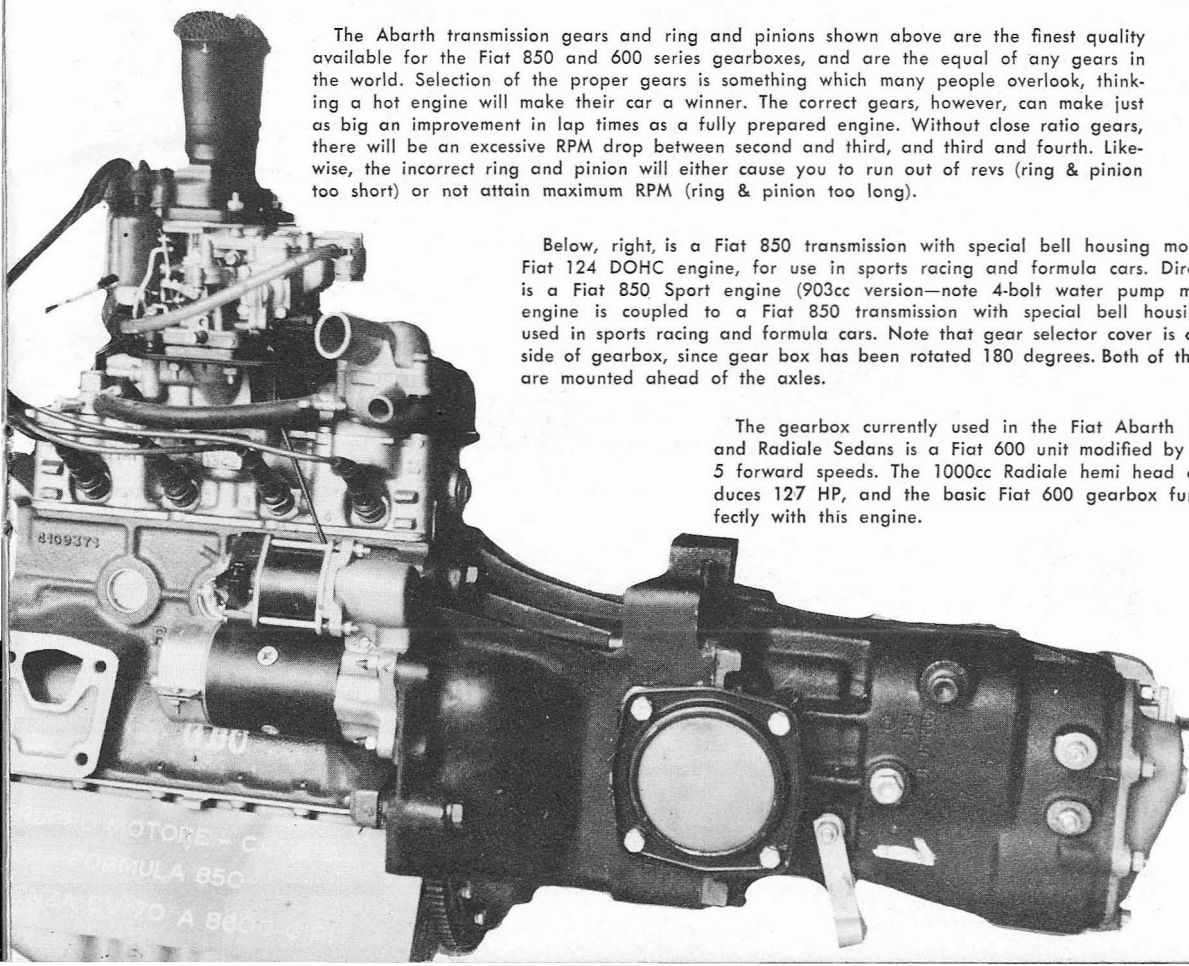 The Abarth transmission gears and ring and pinions shown above are the finest quality
available for the Fiat 850 and 600 series gearboxes, and are the equal of any gears in
the world. Selection of the proper gears is something which many people overlook, think-
ing a hot engine will make their car a winner. The correct gears, however, can make just
as big an improvement in lap times as a fully prepared engine. Without close ratio gears,
there will be an excessive RPM drop between second and third, and third and fourth. Like-
wise, the incorrect ring and pinion will either cause you to run out of revs (ring & pinion
too short) or not attain maximum RPM (ring & pinion too long).
Below, right, is a Fiat 850 transmission with special bell housing mo
Fiat 124 DOHC engine, for use in sports racing and formula cars. Dire
is a Fiat 850 Sport engine (903cc version—note 4-bolt water pump m
engine is coupled to a Fiat 850 transmission with special bell housi
used in sports racing and formula cars. Note that gear selector cover is
side of gearbox, since gear box has been rotated 180 degrees. Both of th
are mounted ahead of the axles.
The gearbox currently used in the Fiat Abarth
and Radiale Sedans is a Fiat 600 unit modified by
5 forward speeds. The 1000cc Radiale hemi head
duces 127 HP, and the basic Fiat 600 gearbox fu
fectly with this engine.
4109371
MOTORE -
FORMULA 850
CV 70 A 8600